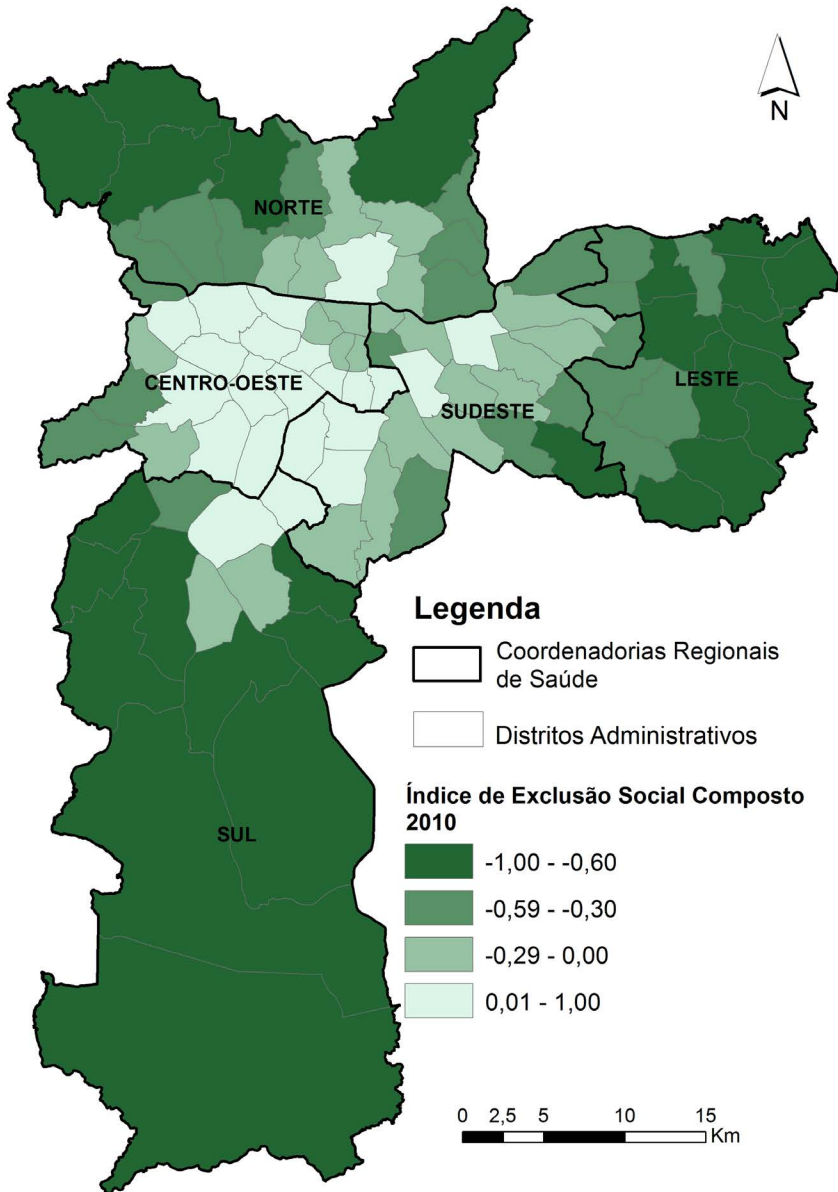 N
NORTE
CENTRO-OESTE
LESTE
SUDESTE
Legenda
Coordenadorias Regionais
de Saúde
Distritos Administrativos
Índice de Exclusão Social Composto
2010
SUL
-1,00 - -0,60
-0,59 - -0,30
-0,29 - 0,00
0,01 - 1,00
0 2,5 5 10 15
Km